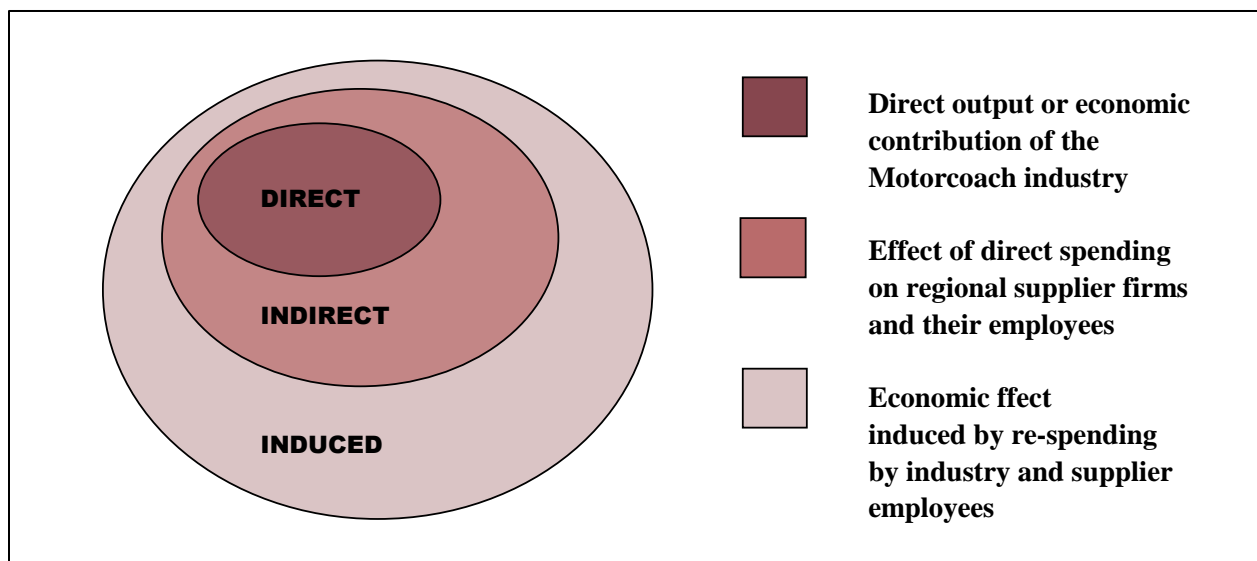 DIRECT
INDIRECT
INDUCED
Direct output or economic
contribution of the
Motorcoach industry
Effect of direct spending
on regional supplier firms
and their employees
Economic ffect
induced by re-spending
by industry and supplier
employees